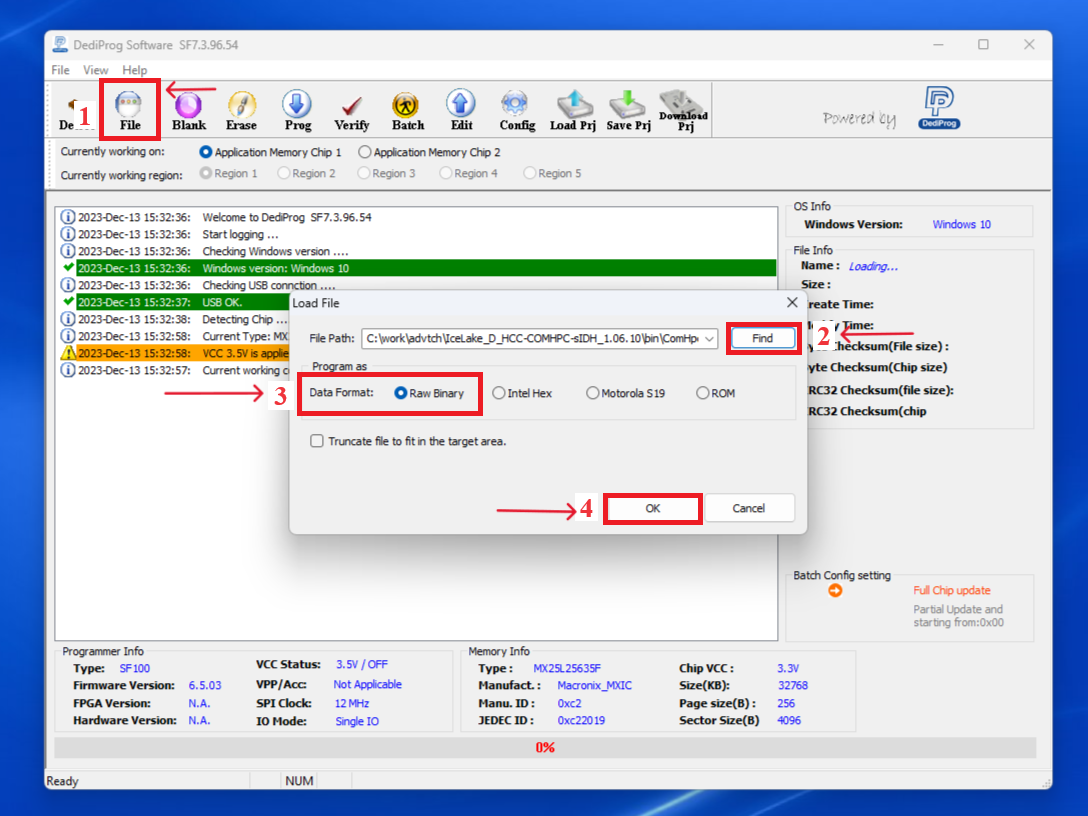 DediProg Software SF7.3.96.54
File View Help
1
File Blank Erase Prog Verify Batch Edit Config Load Prj Save Prj Download Prj
Powered by DediProg
Currently working on: Application Memory Chip 1 Application Memory Chip 2
Currently working region: Region 1 Region 2 Region 3 Region 4 Region 5
2023-Dec-13 15:32:36: Welcome to DediProg SF7.3.96.54
2023-Dec-13 15:32:36: Start logging ...
2023-Dec-13 15:32:36: Checking Windows version ....
2023-Dec-13 15:32:36: Windows version: Windows 10
2023-Dec-13 15:32:36: Checking USB connction ....
2023-Dec-13 15:32:37: USB OK.
2023-Dec-13 15:32:38: Detecting Chip ...
2023-Dec-13 15:32:58: Current Type: MX
2023-Dec-13 15:32:58: VCC 3.5V is applie
2023-Dec-13 15:32:57: Current working c
Load File
File Path: C:\work\advtch\IceLake_D_HCC-COMHPC-sIDH_1.06.10\bin\ComHpc Find
2
Program as
3
Data Format: Raw Binary Intel Hex Motorola S19 ROM
Truncate file to fit in the target area.
4
OK Cancel
OS Info
Windows Version: Windows 10
File Info
Name : Loading...
Size :
reate Time:
Time:
hecksum(File size) :
yte Checksum(Chip size)
RC32 Checksum(file size):
RC32 Checksum(chip
Batch Config setting
Full Chip update
Partial Update and
starting from:0x00
Programmer Info
Type: SF100
Firmware Version: 6.5.03
FPGA Version: N.A.
Hardware Version: N.A.
VCC Status: 3.5V / OFF
VPP/Acc: Not Applicable
SPI Clock: 12 MHz
IO Mode: Single IO
Memory Info
Type : MX25L25635F
Manufact. : Macronix_MXIC
Manu. ID : 0xc2
JEDEC ID : 0xc22019
Chip VCC : 3.3V
Size(KB): 32768
Page size(B) : 256
Sector Size(B) 4096
0%
Ready NUM